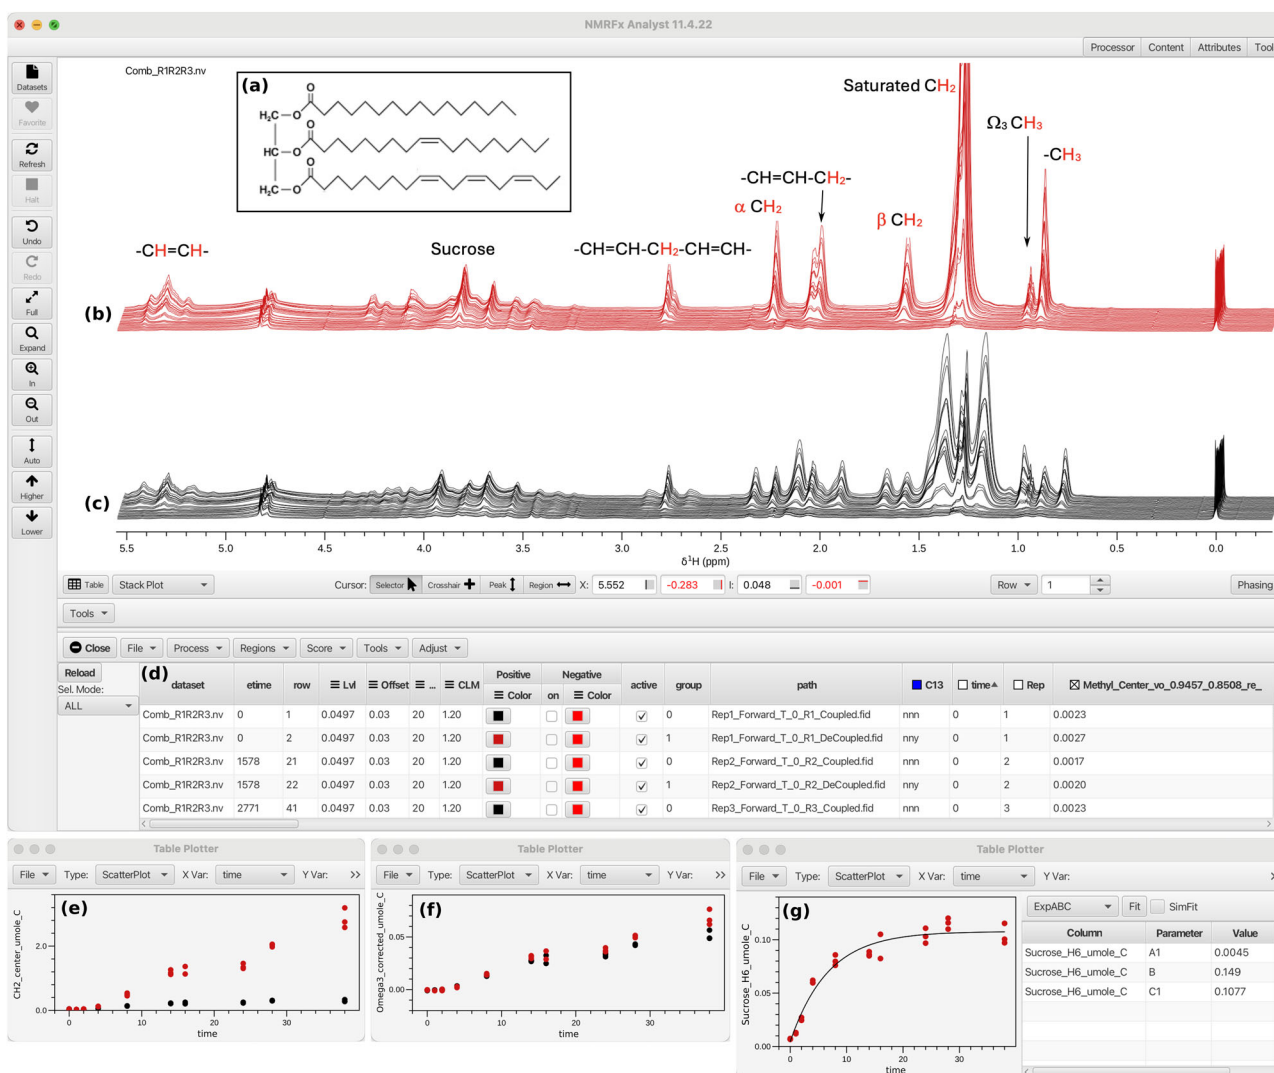 NMRFx Analyst 11.4.22
Processor Content Attributes Tool
Datasets
Favorite
Refresh
Halt
Undo
Redo
Full
Expand
In
Out
Auto
Higher
Lower
Comb_R1R2R3.nv
(a)
O
H₂C O
O
HC O
O
H₂C O
Saturated CH₂
Ω₃ CH₃
-CH₃
-CH=CH-CH₂-
α CH₂
β CH₂
-CH=CH-
Sucrose
-CH=CH-CH₂-CH=CH-
(b)
(c)
5.5 5.0 4.5 4.0 3.5 3.0 2.5 2.0 1.5 1.0 0.5 0.0
δ¹H (ppm)
Table Stack Plot Cursor: Selector Crosshair Peak Region X: 5.552 -0.283 I: 0.048 -0.001 Row 1 Phasing
Tools
Close File Process Regions Score Tools Adjust
Reload
Sel. Mode:
ALL
(d)
Positive Negative
dataset etime row Lvl Offset ... CLM Color on Color active group path C13 time Rep Methyl_Center_vo_0.9457_0.8508_re_
Comb_R1R2R3.nv 0 1 0.0497 0.03 20 1.20 0 Rep1_Forward_T_0_R1_Coupled.fid nnn 0 1 0.0023
Comb_R1R2R3.nv 0 2 0.0497 0.03 20 1.20 1 Rep1_Forward_T_0_R1_DeCoupled.fid nny 0 1 0.0027
Comb_R1R2R3.nv 1578 21 0.0497 0.03 20 1.20 0 Rep2_Forward_T_0_R2_Coupled.fid nnn 0 2 0.0017
Comb_R1R2R3.nv 1578 22 0.0497 0.03 20 1.20 1 Rep2_Forward_T_0_R2_DeCoupled.fid nny 0 2 0.0020
Comb_R1R2R3.nv 2771 41 0.0497 0.03 20 1.20 0 Rep3_Forward_T_0_R3_Coupled.fid nnn 0 3 0.0023
Table Plotter
File Type: ScatterPlot X Var: time Y Var: >>
(e)
CH2_center_umole_C
2.0
0.0
0 10 20 30
time
Table Plotter
File Type: ScatterPlot X Var: time Y Var: >>
(f)
Omega3_corrected_umole_C
0.05
0.00
0 10 20 30
time
Table Plotter
File Type: ScatterPlot X Var: time Y Var:
(g)
Sucrose_H6_umole_C
0.10
0.05
0.00
0 10 20 30
time
ExpABC Fit SimFit
Column Parameter Value
Sucrose_H6_umole_C A1 0.0045
Sucrose_H6_umole_C B 0.149
Sucrose_H6_umole_C C1 0.1077